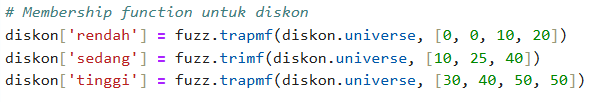 # Membership function untuk diskon
diskon['rendah'] = fuzz.trapmf(diskon.universe, [0, 0, 10, 20])
diskon['sedang'] = fuzz.trimf(diskon.universe, [10, 25, 40])
diskon['tinggi'] = fuzz.trapmf(diskon.universe, [30, 40, 50, 50])